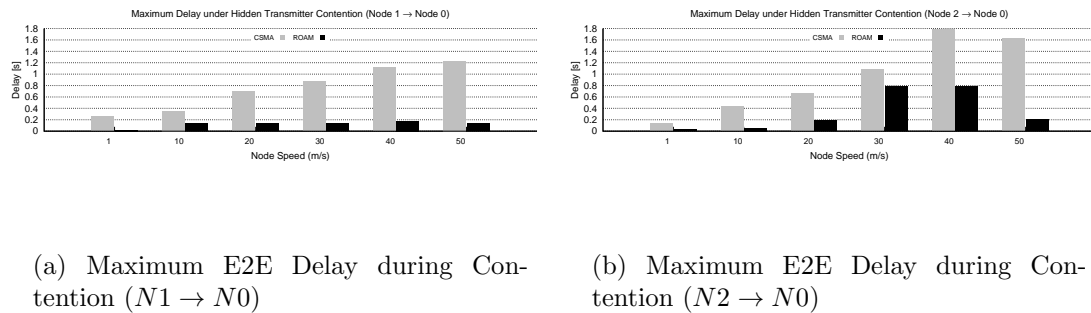 Maximum Delay under Hidden Transmitter Contention (Node 1 → Node 0)
CSMA ROAM
Delay [s]
1.8
1.6
1.4
1.2
1
0.8
0.6
0.4
0.2
0
1 10 20 30 40 50
Node Speed (m/s)
(a) Maximum E2E Delay during Con-
tention (N1 → N0)
Maximum Delay under Hidden Transmitter Contention (Node 2 → Node 0)
CSMA ROAM
Delay [s]
1.8
1.6
1.4
1.2
1
0.8
0.6
0.4
0.2
0
1 10 20 30 40 50
Node Speed (m/s)
(b) Maximum E2E Delay during Con-
tention (N2 → N0)